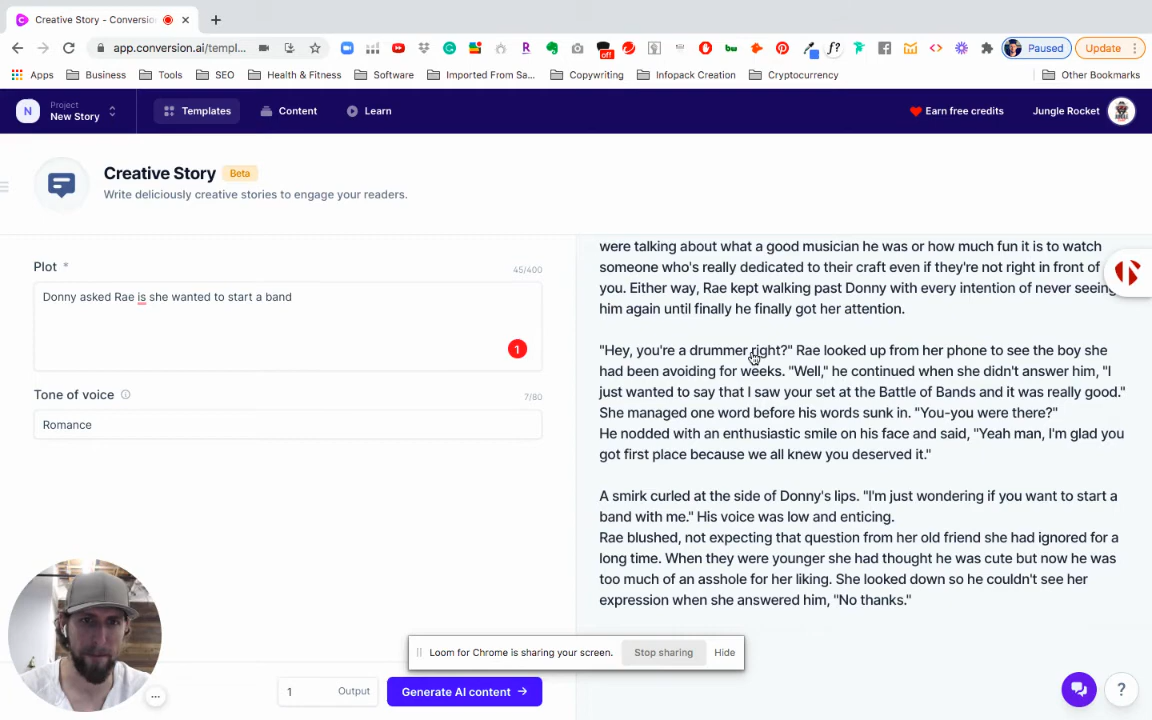 Creative Story - Conversio
app.conversion.ai/templ...
off
f?
Paused
Update
Apps
Business
Tools
SEO
Health & Fitness
Software
Imported From Sa...
Copywriting
Infopack Creation
Cryptocurrency
Other Bookmarks
N
Project
New Story
Templates
Content
Learn
Earn free credits
Jungle Rocket
Creative Story
Beta
Write deliciously creative stories to engage your readers.
Plot *
45/400
Donny asked Rae is she wanted to start a band
1
Tone of voice
7/80
Romance
were talking about what a good musician he was or how much fun it is to watch
someone who's really dedicated to their craft even if they're not right in front of
you. Either way, Rae kept walking past Donny with every intention of never seeing
him again until finally he finally got her attention.
"Hey, you're a drummer right?" Rae looked up from her phone to see the boy she
had been avoiding for weeks. "Well," he continued when she didn't answer him, "I
just wanted to say that I saw your set at the Battle of Bands and it was really good."
She managed one word before his words sunk in. "You-you were there?"
He nodded with an enthusiastic smile on his face and said, "Yeah man, I'm glad you
got first place because we all knew you deserved it."
A smirk curled at the side of Donny's lips. "I'm just wondering if you want to start a
band with me." His voice was low and enticing.
Rae blushed, not expecting that question from her old friend she had ignored for a
long time. When they were younger she had thought he was cute but now he was
too much of an asshole for her liking. She looked down so he couldn't see her
expression when she answered him, "No thanks."
Loom for Chrome is sharing your screen.
Stop sharing
Hide
1
Output
Generate AI content →
?